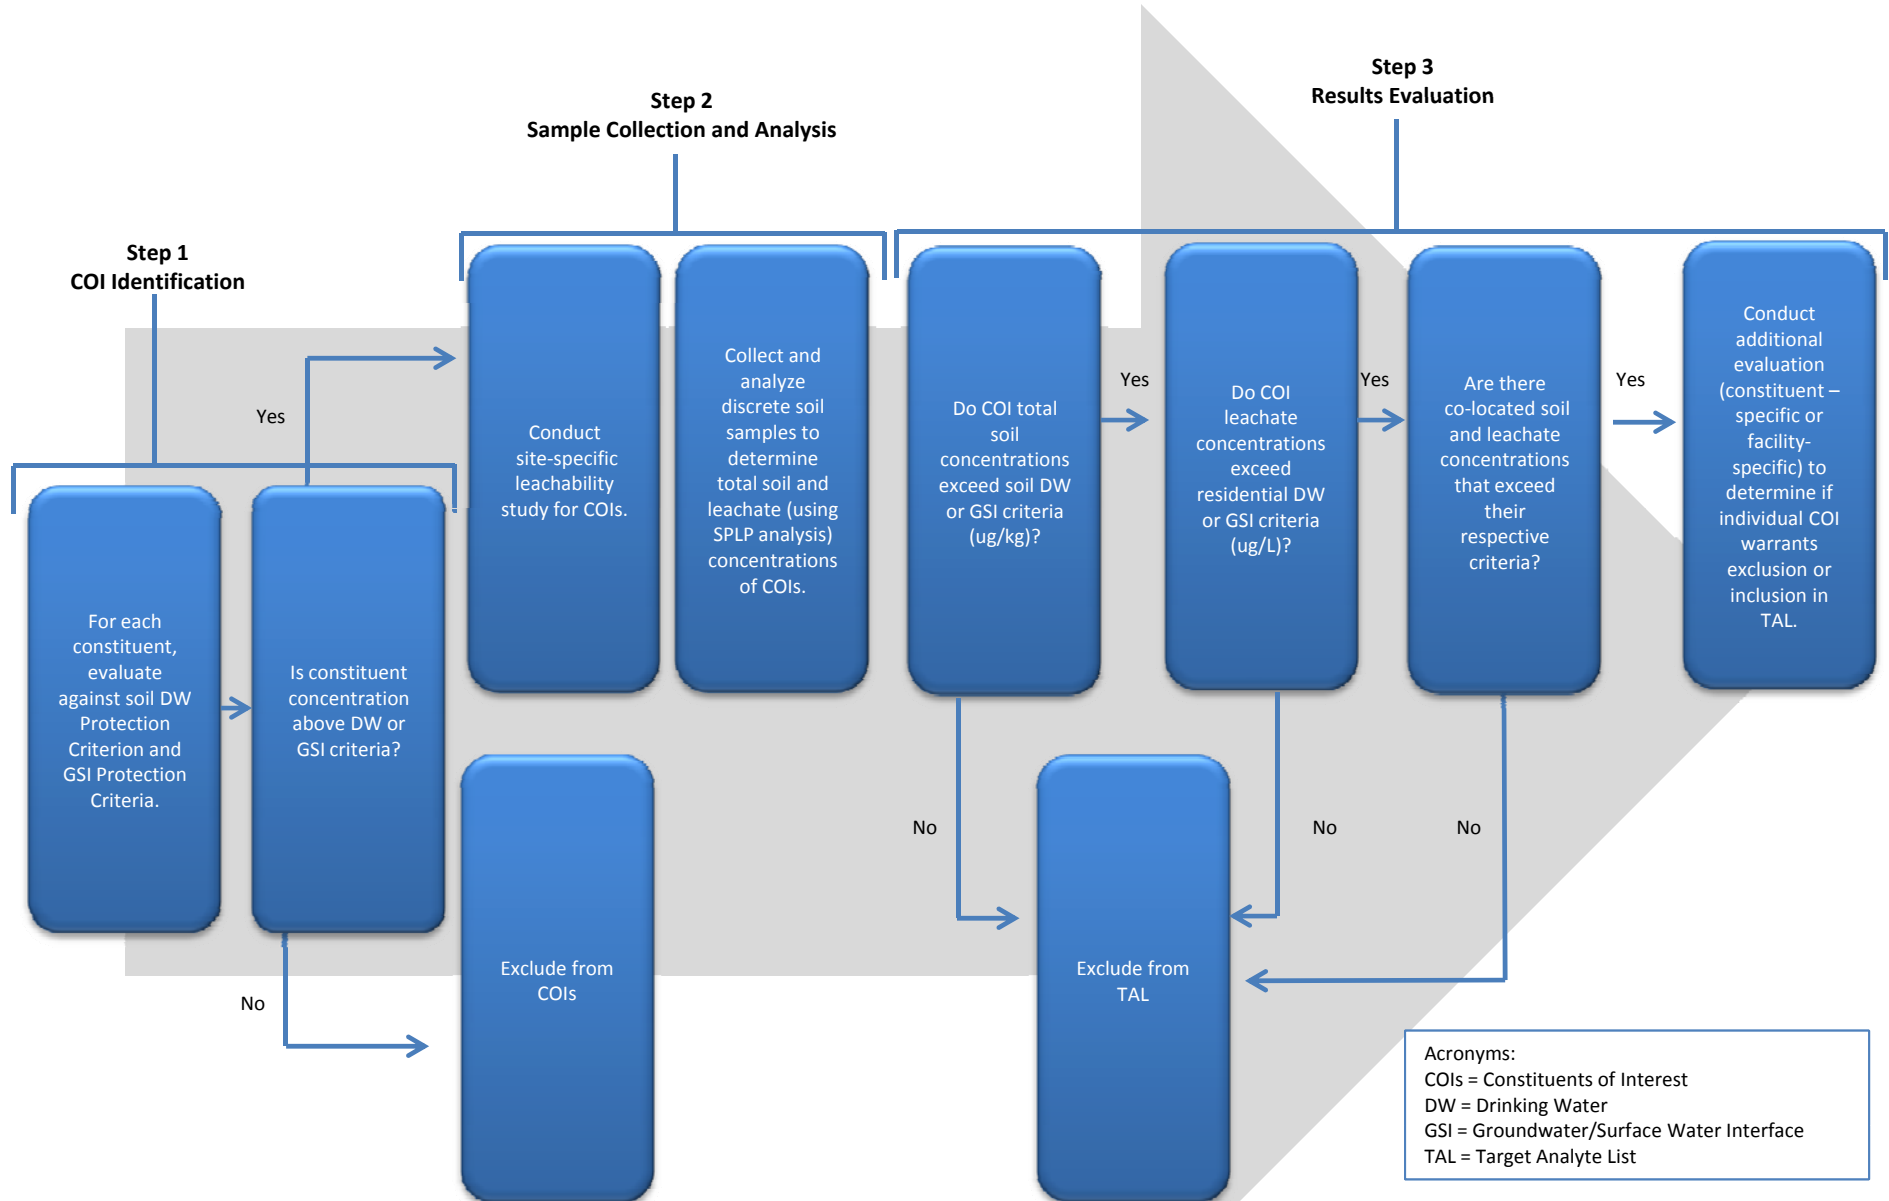 Step 1
COI Identification
Step 2
Sample Collection and Analysis
Step 3
Results Evaluation
For each
constituent,
evaluate
against soil DW
Protection
Criterion and
GSI Protection
Criteria.
Is constituent
concentration
above DW or
GSI criteria?
Yes
No
Exclude from
COIs
Conduct
site-specific
leachability
study for COIs.
Collect and
analyze
discrete soil
samples to
determine
total soil and
leachate (using
SPLP analysis)
concentrations
of COIs.
Do COI total
soil
concentrations
exceed soil DW
or GSI criteria
(ug/kg)?
Yes
No
Do COI
leachate
concentrations
exceed
residential DW
or GSI criteria
(ug/L)?
Yes
No
Are there
co-located soil
and leachate
concentrations
that exceed
their
respective
criteria?
Yes
No
Conduct
additional
evaluation
(constituent –
specific or
facility-
specific) to
determine if
individual COI
warrants
exclusion or
inclusion in
TAL.
Exclude from
TAL
Acronyms:
COIs = Constituents of Interest
DW = Drinking Water
GSI = Groundwater/Surface Water Interface
TAL = Target Analyte List